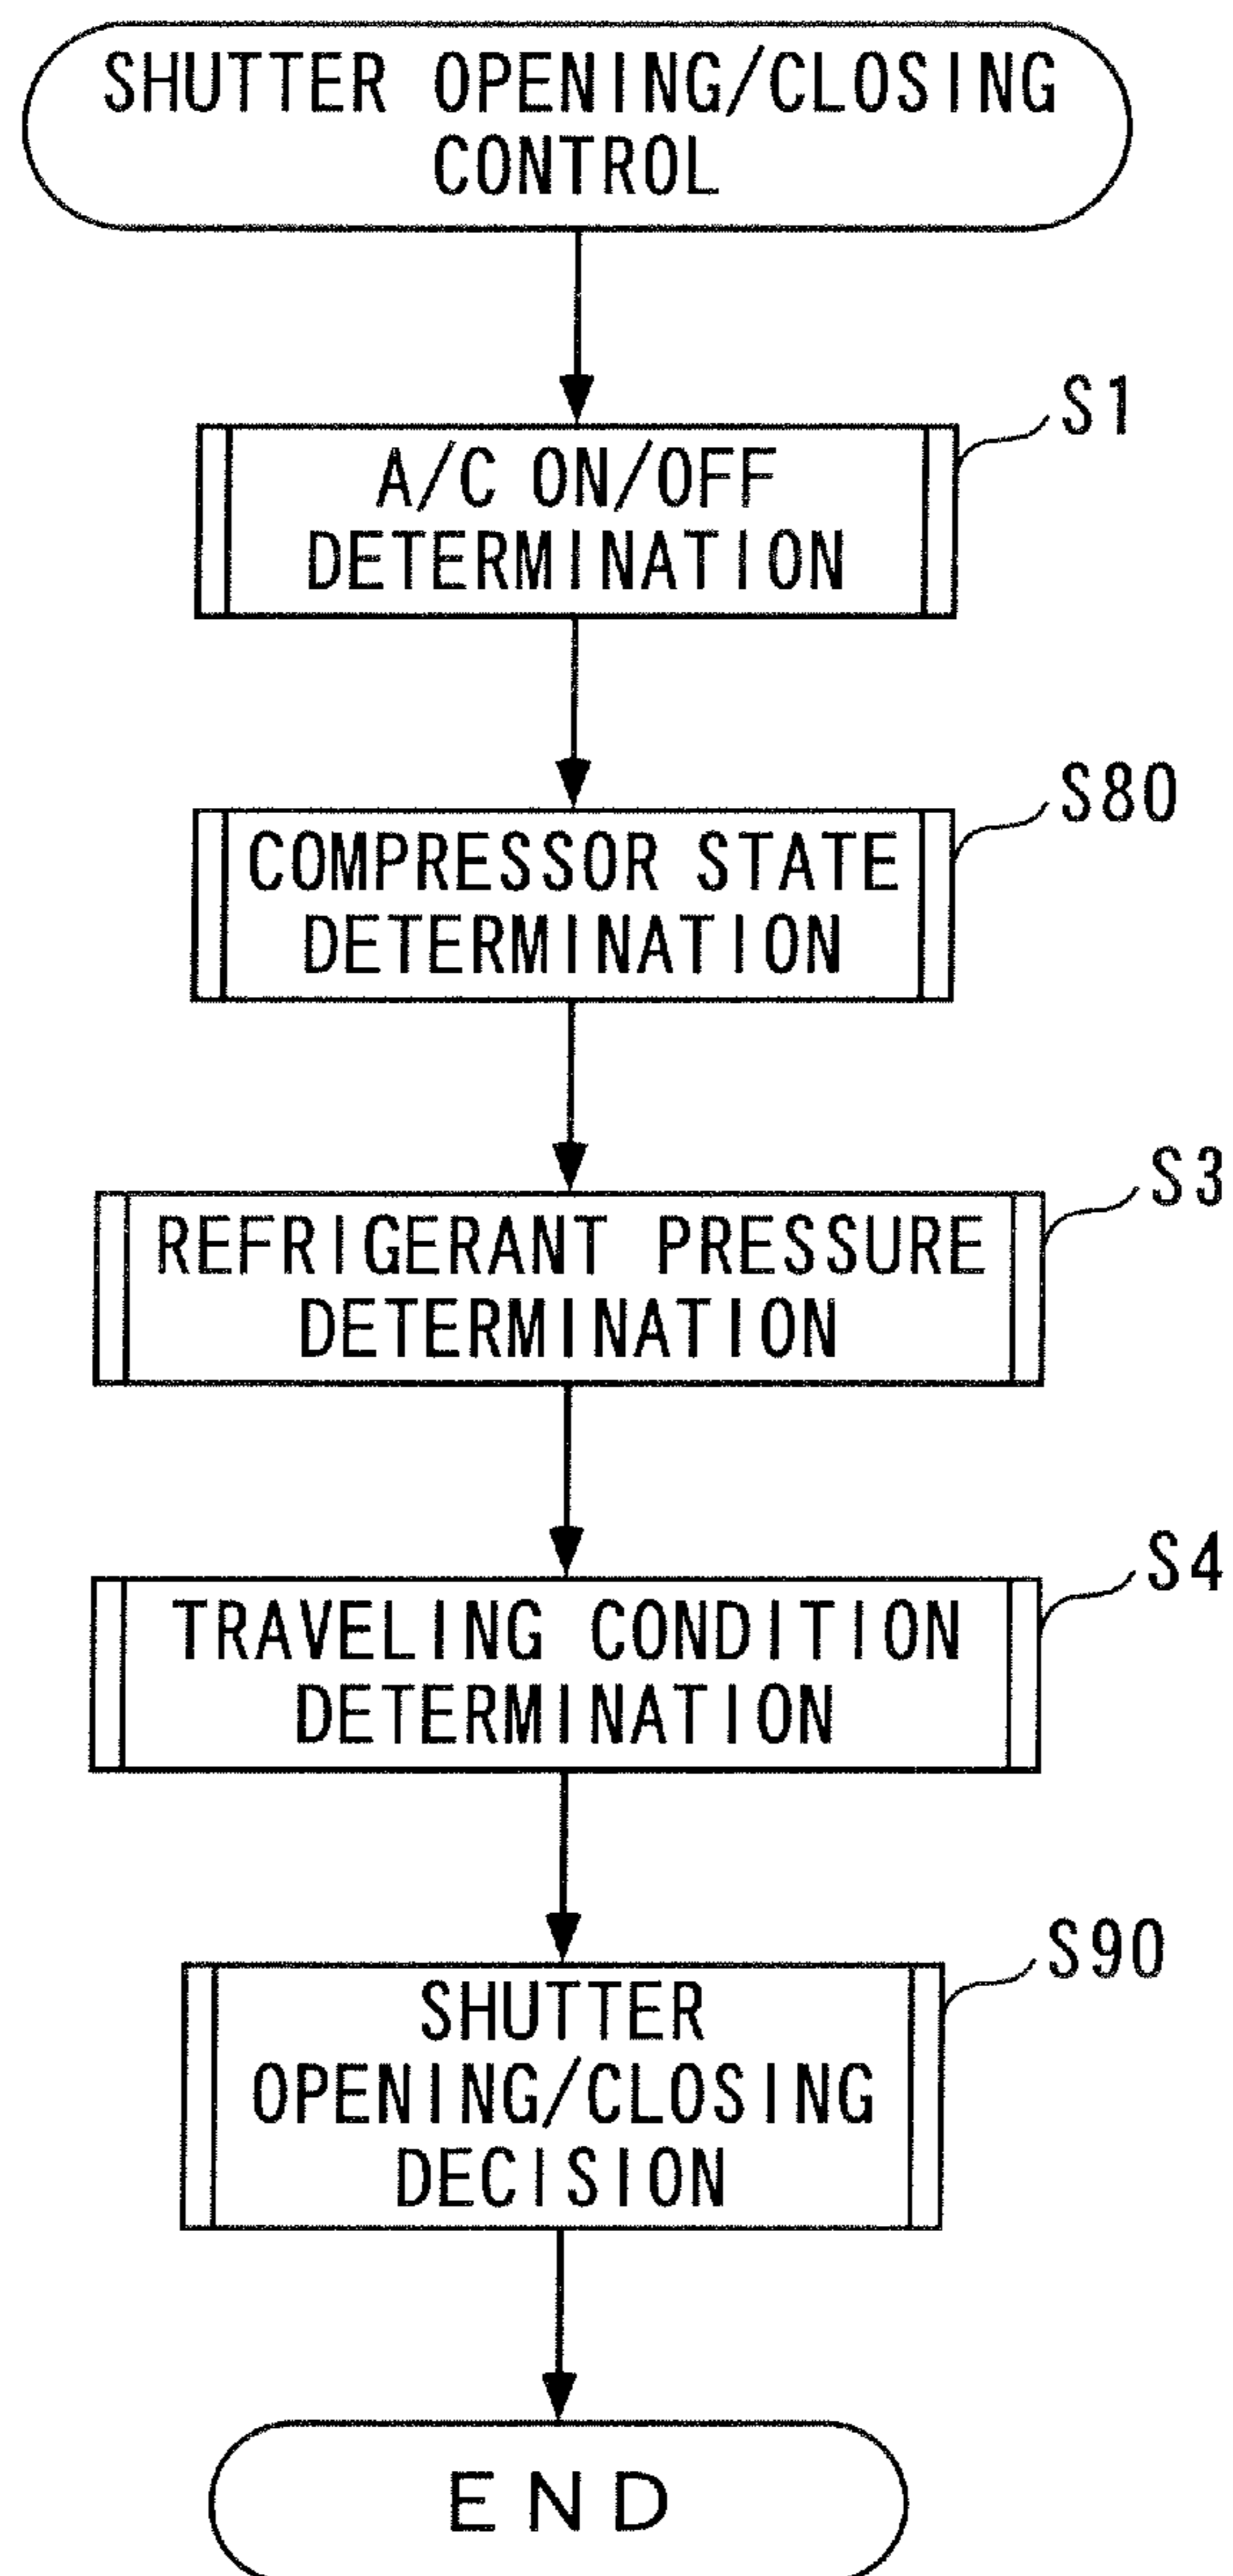 SHUTTER OPENING/CLOSING
CONTROL
S1
A/C ON/OFF
DETERMINATION
S80
COMPRESSOR STATE
DETERMINATION
S3
REFRIGERANT PRESSURE
DETERMINATION
S4
TRAVELING CONDITION
DETERMINATION
S90
SHUTTER
OPENING/CLOSING
DECISION
END